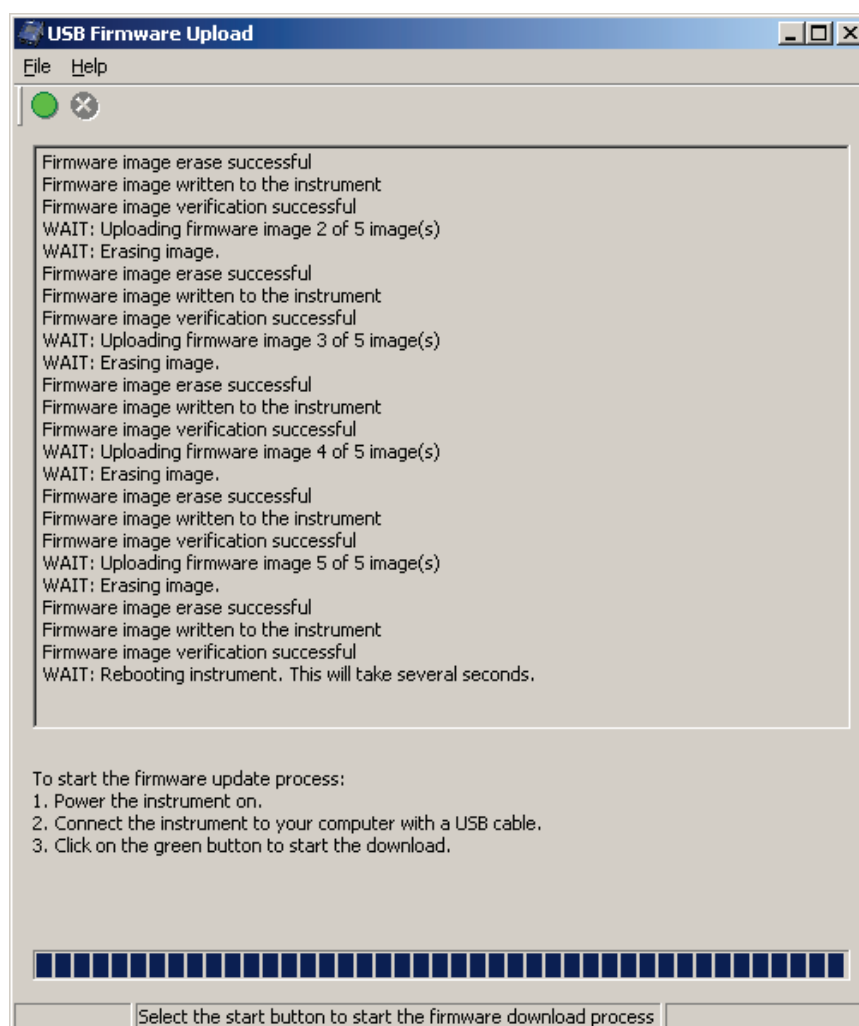 USB Firmware Upload
File Help
Firmware image erase successful
Firmware image written to the instrument
Firmware image verification successful
WAIT: Uploading firmware image 2 of 5 image(s)
WAIT: Erasing image.
Firmware image erase successful
Firmware image written to the instrument
Firmware image verification successful
WAIT: Uploading firmware image 3 of 5 image(s)
WAIT: Erasing image.
Firmware image erase successful
Firmware image written to the instrument
Firmware image verification successful
WAIT: Uploading firmware image 4 of 5 image(s)
WAIT: Erasing image.
Firmware image erase successful
Firmware image written to the instrument
Firmware image verification successful
WAIT: Uploading firmware image 5 of 5 image(s)
WAIT: Erasing image.
Firmware image erase successful
Firmware image written to the instrument
Firmware image verification successful
WAIT: Rebooting instrument. This will take several seconds.
To start the firmware update process:
1. Power the instrument on.
2. Connect the instrument to your computer with a USB cable.
3. Click on the green button to start the download.
Select the start button to start the firmware download process